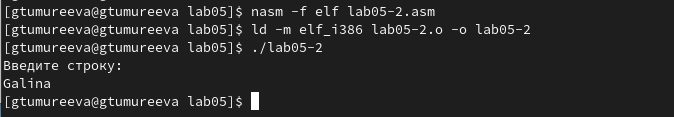 [gtumureeva@gtumureeva lab05]$ nasm -f elf lab05-2.asm
[gtumureeva@gtumureeva lab05]$ ld -m elf_i386 lab05-2.o -o lab05-2
[gtumureeva@gtumureeva lab05]$ ./lab05-2
Введите строку:
Galina
[gtumureeva@gtumureeva lab05]$